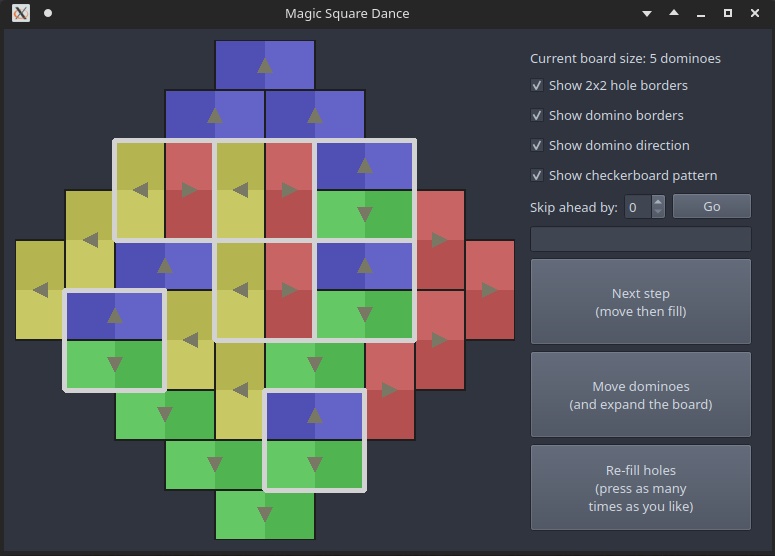 Magic Square Dance
Current board size: 5 dominoes
Show 2x2 hole borders
Show domino borders
Show domino direction
Show checkerboard pattern
Skip ahead by: 0 Go
Next step
(move then fill)
Move dominoes
(and expand the board)
Re-fill holes
(press as many
times as you like)